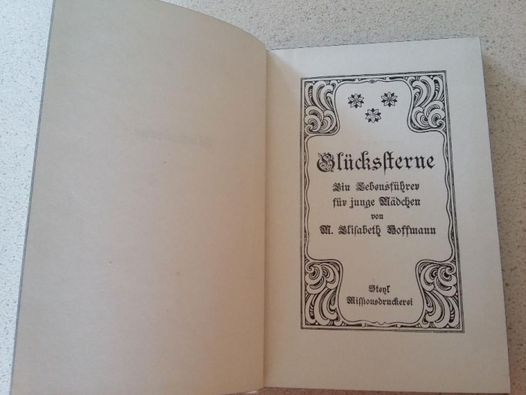 Glückssterne
Ein Lebensführer
für junge Mädchen
von
M. Elisabeth Hoffmann
Steyl
Missionsdruckerei